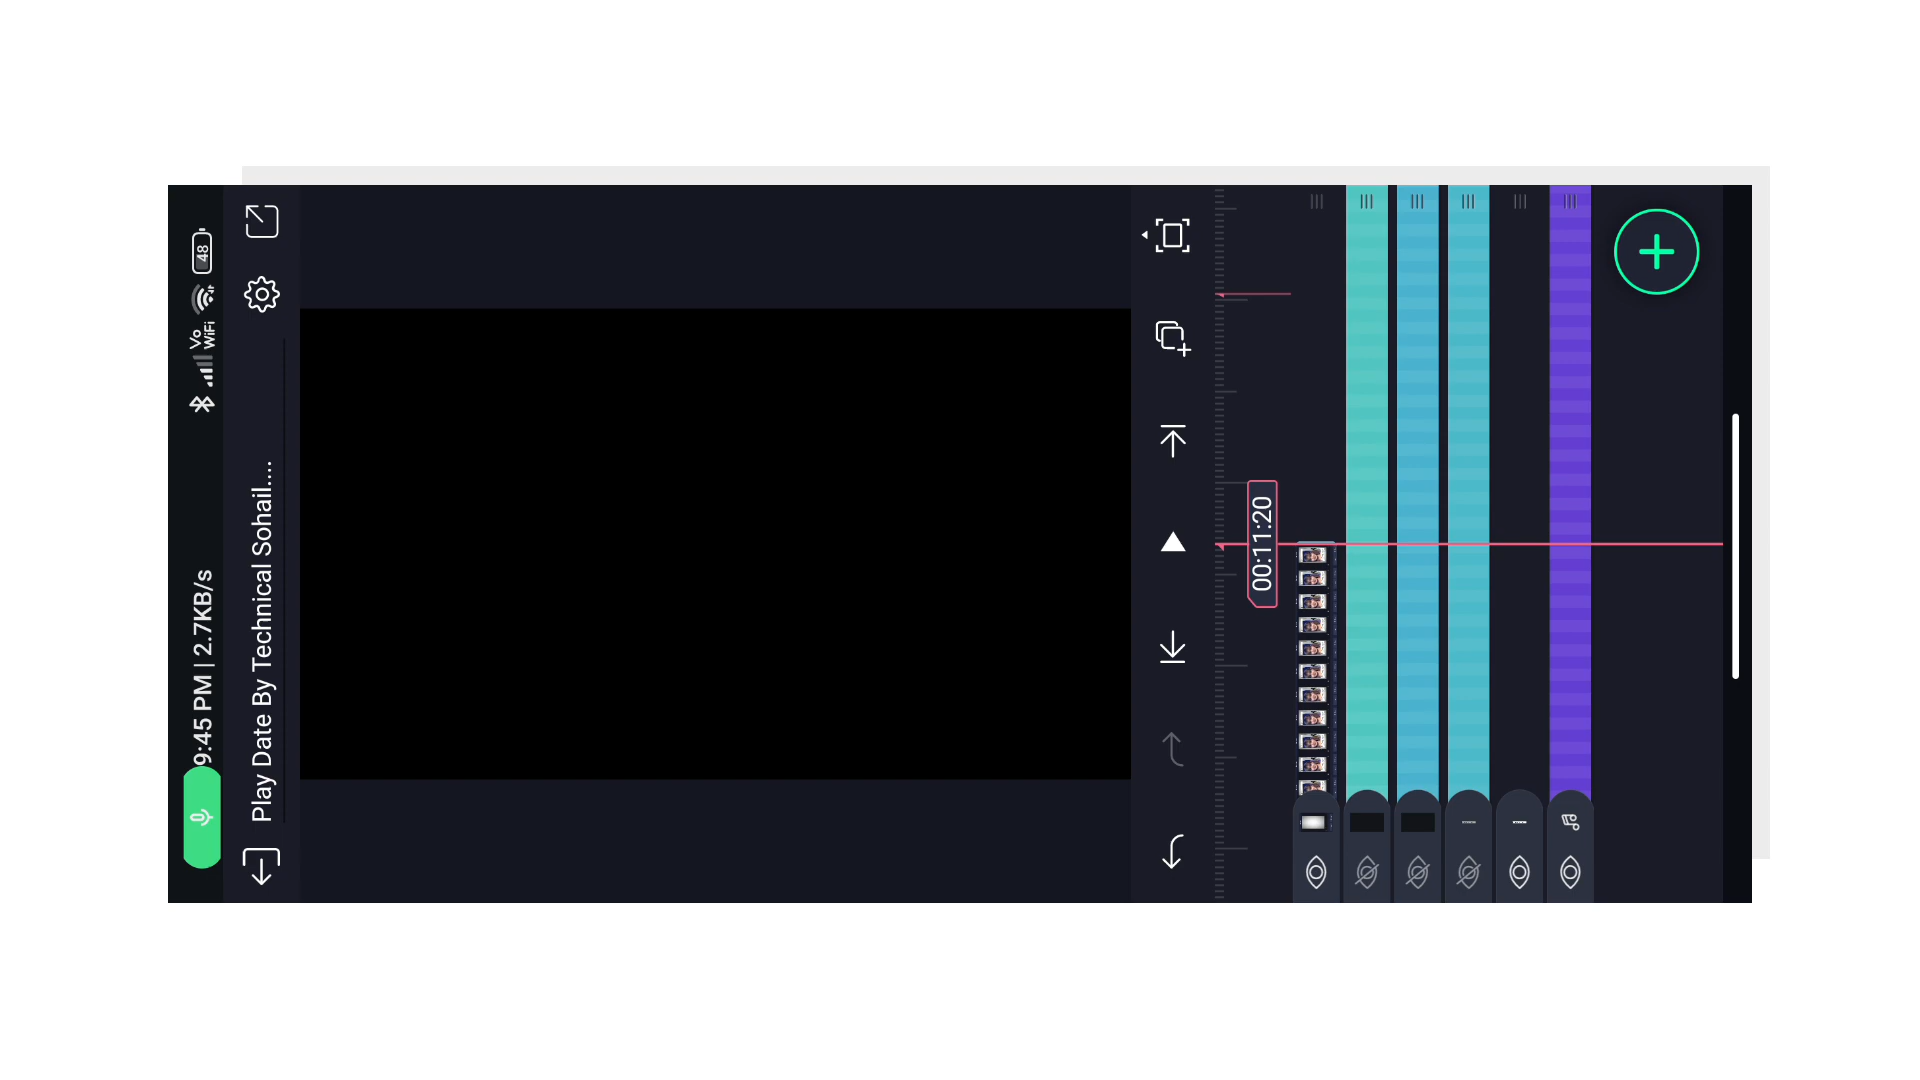 9:45 PM | 2.7KB/s
Vo
WiFi
48
Play Date By Technical Sohail...
00:11:20